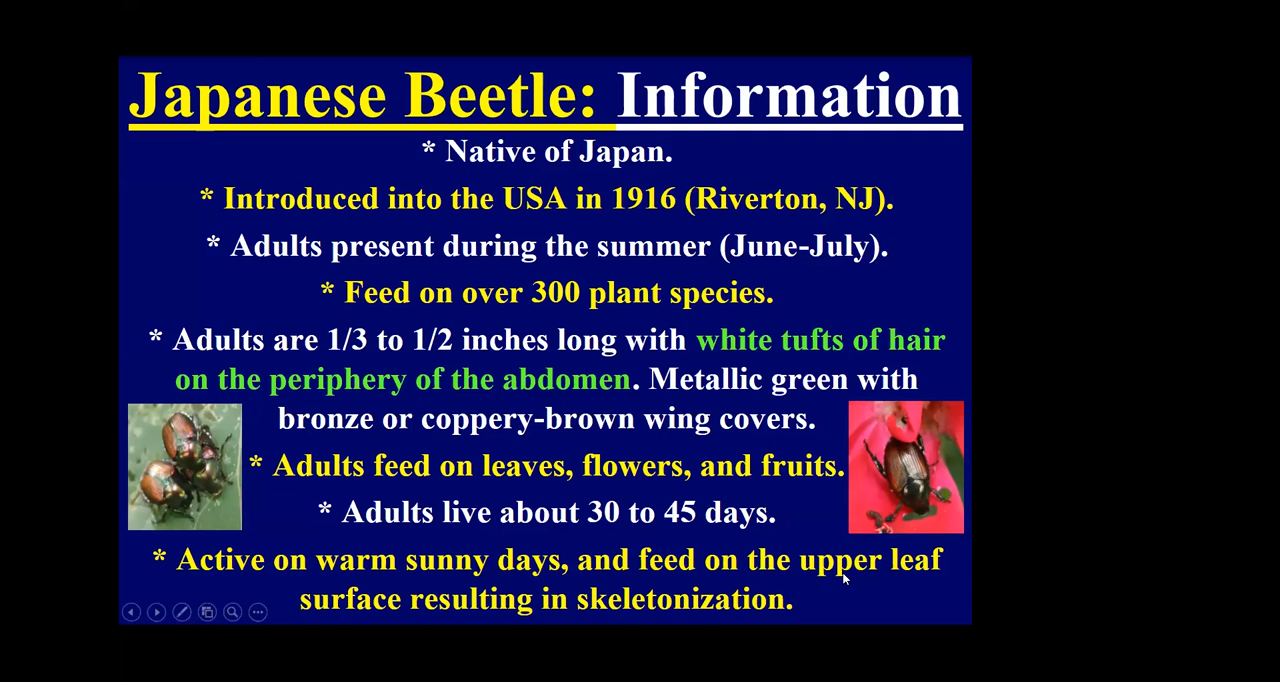 Japanese Beetle: Information
* Native of Japan.
* Introduced into the USA in 1916 (Riverton, NJ).
* Adults present during the summer (June-July).
* Feed on over 300 plant species.
* Adults are 1/3 to 1/2 inches long with white tufts of hair
on the periphery of the abdomen. Metallic green with
bronze or coppery-brown wing covers.
* Adults feed on leaves, flowers, and fruits.
* Adults live about 30 to 45 days.
* Active on warm sunny days, and feed on the upper leaf
surface resulting in skeletonization.